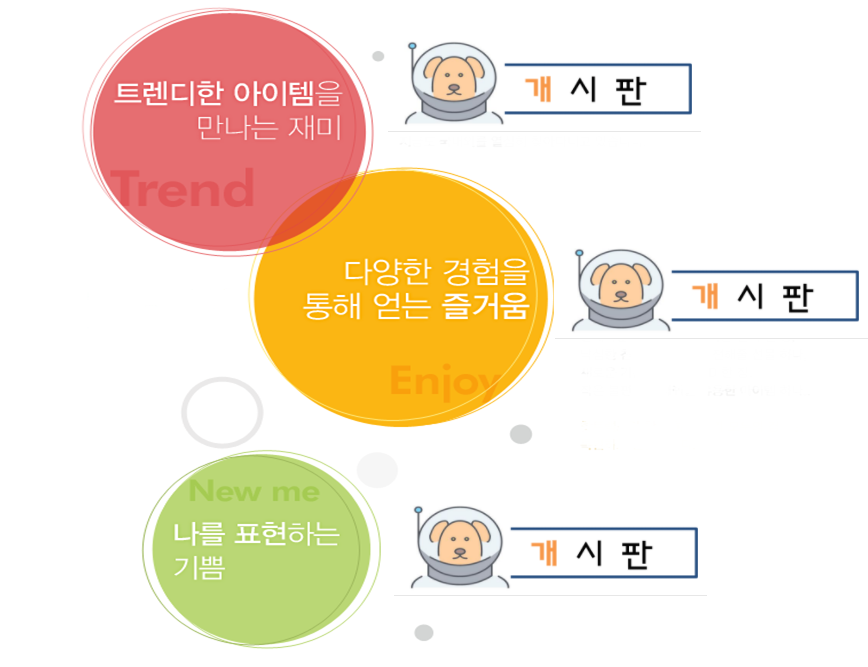 트렌디한 아이템을
만나는 재미
Trend
개 시 판
다양한 경험을
통해 얻는 즐거움
Enjoy
개 시 판
New me
나를 표현하는
기쁨
개 시 판